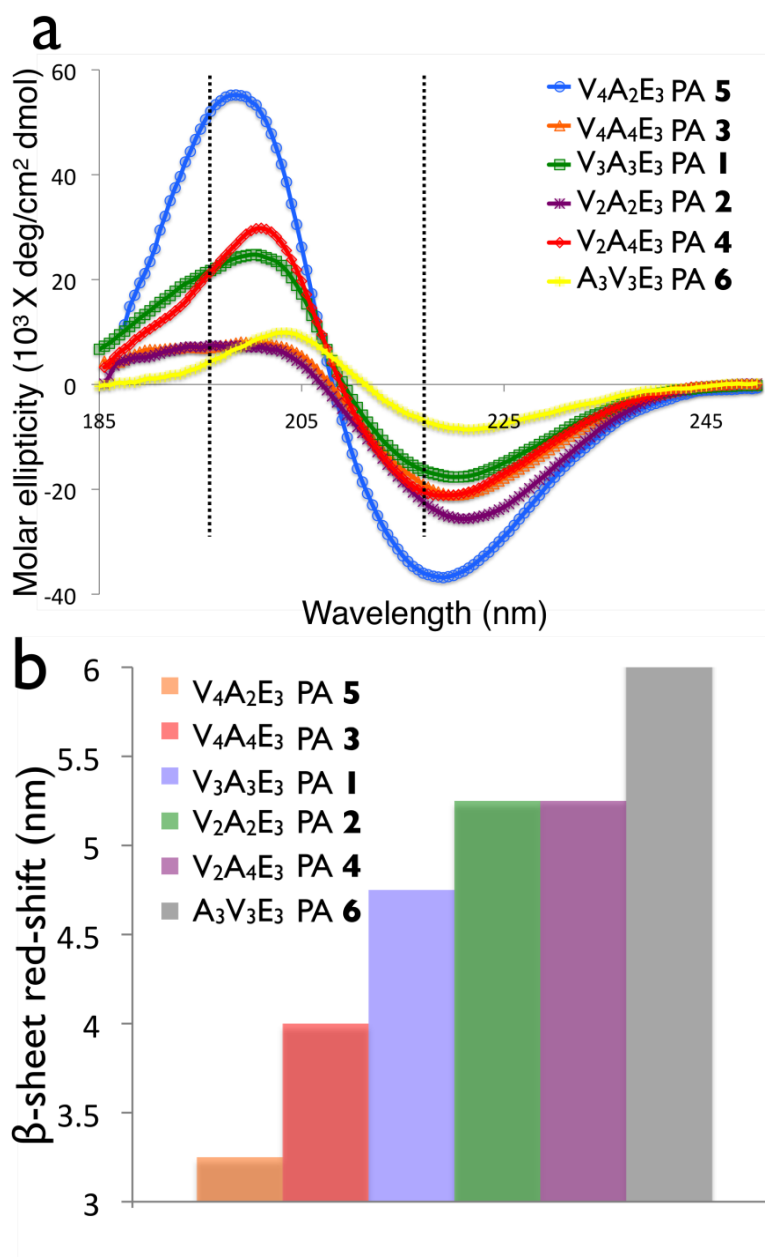 a
Molar ellipticity (10³ X deg/cm² dmol)
60
40
20
0
-20
-40
185
205
225
245
Wavelength (nm)
V₄A₂E₃ PA 5
V₄A₄E₃ PA 3
V₃A₃E₃ PA 1
V₂A₂E₃ PA 2
V₂A₄E₃ PA 4
A₃V₃E₃ PA 6
b
β-sheet red-shift (nm)
6
5.5
5
4.5
4
3.5
3
V₄A₂E₃ PA 5
V₄A₄E₃ PA 3
V₃A₃E₃ PA 1
V₂A₂E₃ PA 2
V₂A₄E₃ PA 4
A₃V₃E₃ PA 6